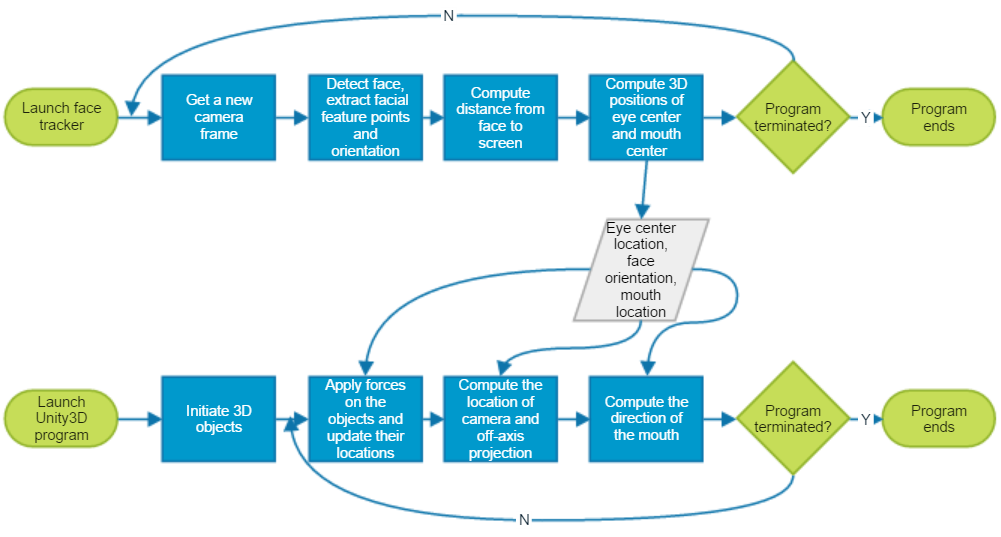 N
Launch face
tracker
Get a new
camera
frame
Detect face,
extract facial
feature points
and
orientation
Compute
distance from
face to
screen
Compute 3D
positions of
eye center
and mouth
center
Program
terminated?
Y
Program
ends
Eye center
location,
face
orientation,
mouth
location
Launch
Unity3D
program
Initiate 3D
objects
Apply forces
on the
objects and
update their
locations
Compute the
location of
camera and
off-axis
projection
Compute the
direction of
the mouth
Program
terminated?
Y
Program
ends
N